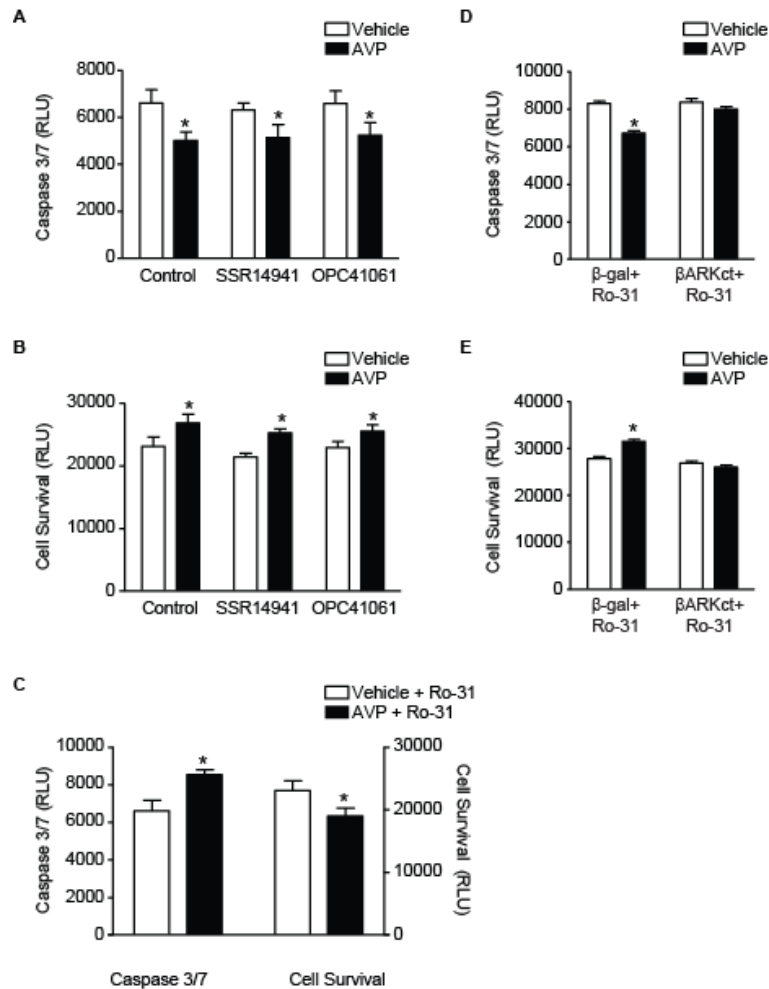 A
Vehicle
AVP
Caspase 3/7 (RLU)
8000
6000
4000
2000
0
* * *
Control SSR14941 OPC41061
B
Vehicle
AVP
Cell Survival (RLU)
30000
20000
10000
0
* * *
Control SSR14941 OPC41061
C
Vehicle + Ro-31
AVP + Ro-31
Caspase 3/7 (RLU)
10000
8000
6000
4000
2000
0
* *
30000
20000
10000
0
Cell Survival (RLU)
Caspase 3/7 Cell Survival
D
Vehicle
AVP
Caspase 3/7 (RLU)
10000
8000
6000
4000
2000
0
*
β-gal+ βARKct+
Ro-31 Ro-31
E
Vehicle
AVP
Cell Survival (RLU)
40000
30000
20000
10000
0
*
β-gal+ βARKct+
Ro-31 Ro-31